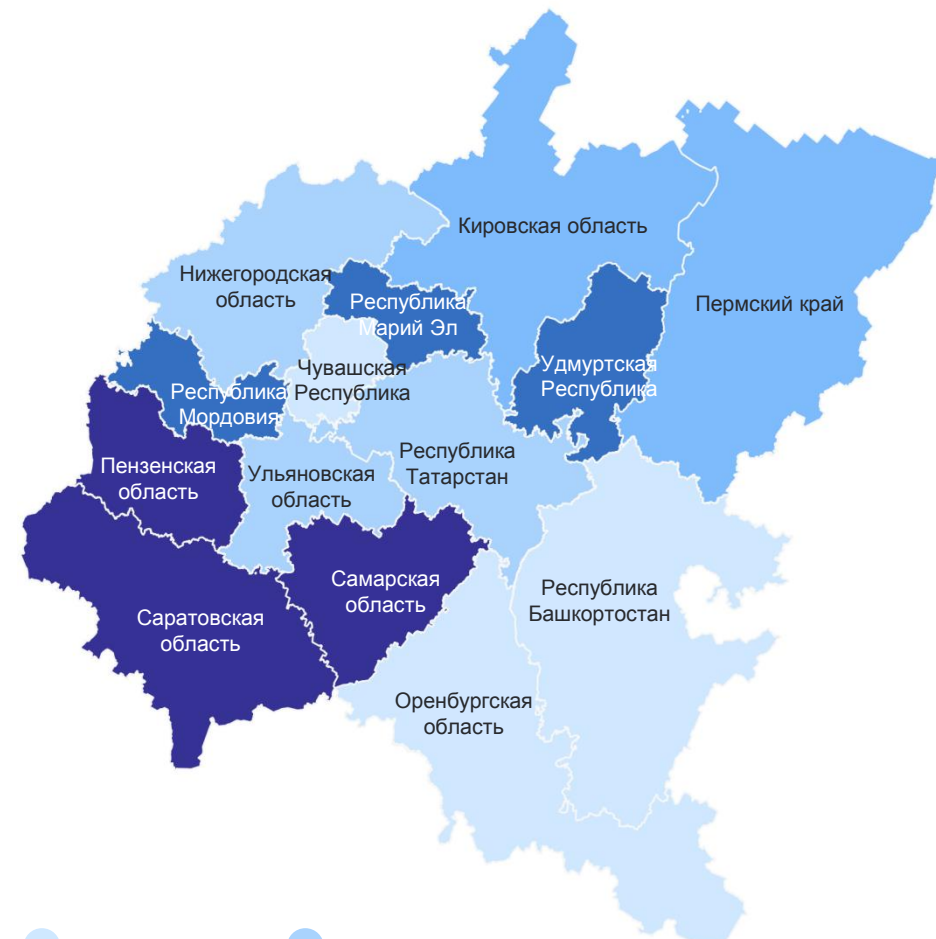 Кировская область
Нижегородская
область
Республика
Марий Эл
Пермский край
Чувашская
Республика
Удмуртская
Республика
Республика
Мордовия
Республика
Татарстан
Пензенская
область
Ульяновская
область
Самарская
область
Республика
Башкортостан
Саратовская
область
Оренбургская
область